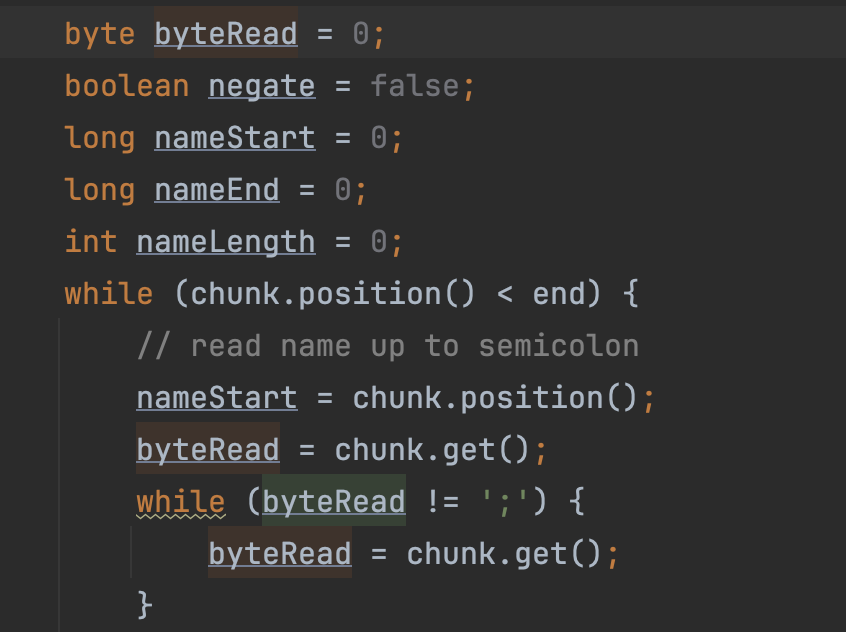 byte byteRead = 0;
boolean negate = false;
long nameStart = 0;
long nameEnd = 0;
int nameLength = 0;
while (chunk.position() < end) {
// read name up to semicolon
nameStart = chunk.position();
byteRead = chunk.get();
while (byteRead != ';') {
byteRead = chunk.get();
}